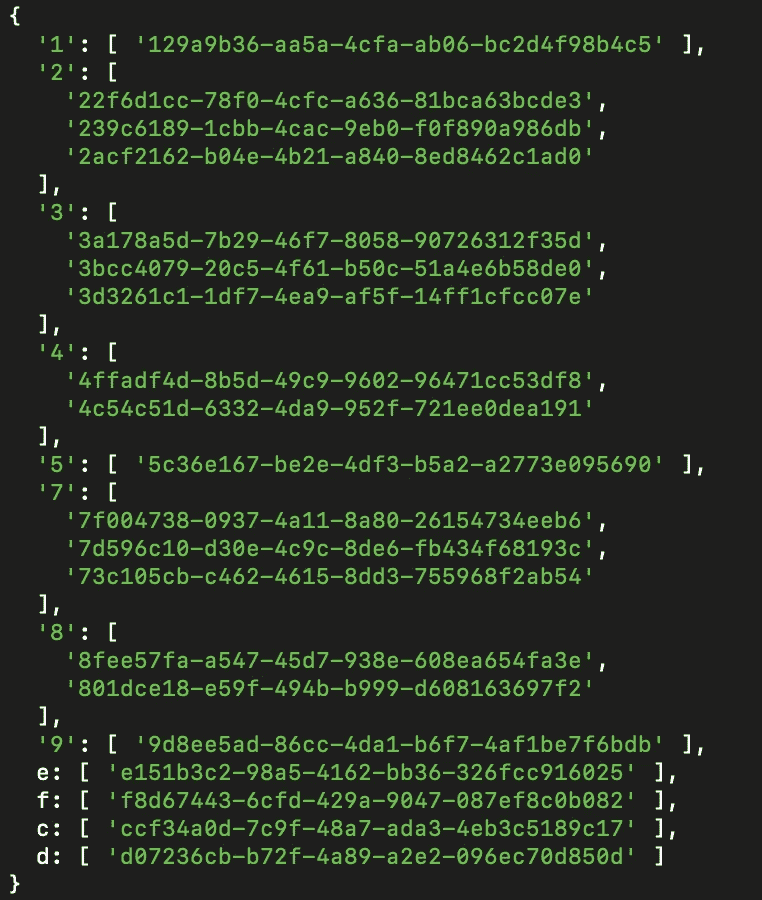 {
  '1': [ '129a9b36-aa5a-4cfa-ab06-bc2d4f98b4c5' ],
  '2': [
    '22f6d1cc-78f0-4cfc-a636-81bca63bcde3',
    '239c6189-1cbb-4cac-9eb0-f0f890a986db',
    '2acf2162-b04e-4b21-a840-8ed8462c1ad0'
  ],
  '3': [
    '3a178a5d-7b29-46f7-8058-90726312f35d',
    '3bcc4079-20c5-4f61-b50c-51a4e6b58de0',
    '3d3261c1-1df7-4ea9-af5f-14ff1cfcc07e'
  ],
  '4': [
    '4ffadf4d-8b5d-49c9-9602-96471cc53df8',
    '4c54c51d-6332-4da9-952f-721ee0dea191'
  ],
  '5': [ '5c36e167-be2e-4df3-b5a2-a2773e095690' ],
  '7': [
    '7f004738-0937-4a11-8a80-26154734eeb6',
    '7d596c10-d30e-4c9c-8de6-fb434f68193c',
    '73c105cb-c462-4615-8dd3-755968f2ab54'
  ],
  '8': [
    '8fee57fa-a547-45d7-938e-608ea654fa3e',
    '801dce18-e59f-494b-b999-d608163697f2'
  ],
  '9': [ '9d8ee5ad-86cc-4da1-b6f7-4af1be7f6bdb' ],
  e: [ 'e151b3c2-98a5-4162-bb36-326fcc916025' ],
  f: [ 'f8d67443-6cfd-429a-9047-087ef8c0b082' ],
  c: [ 'ccf34a0d-7c9f-48a7-ada3-4eb3c5189c17' ],
  d: [ 'd07236cb-b72f-4a89-a2e2-096ec70d850d' ]
}